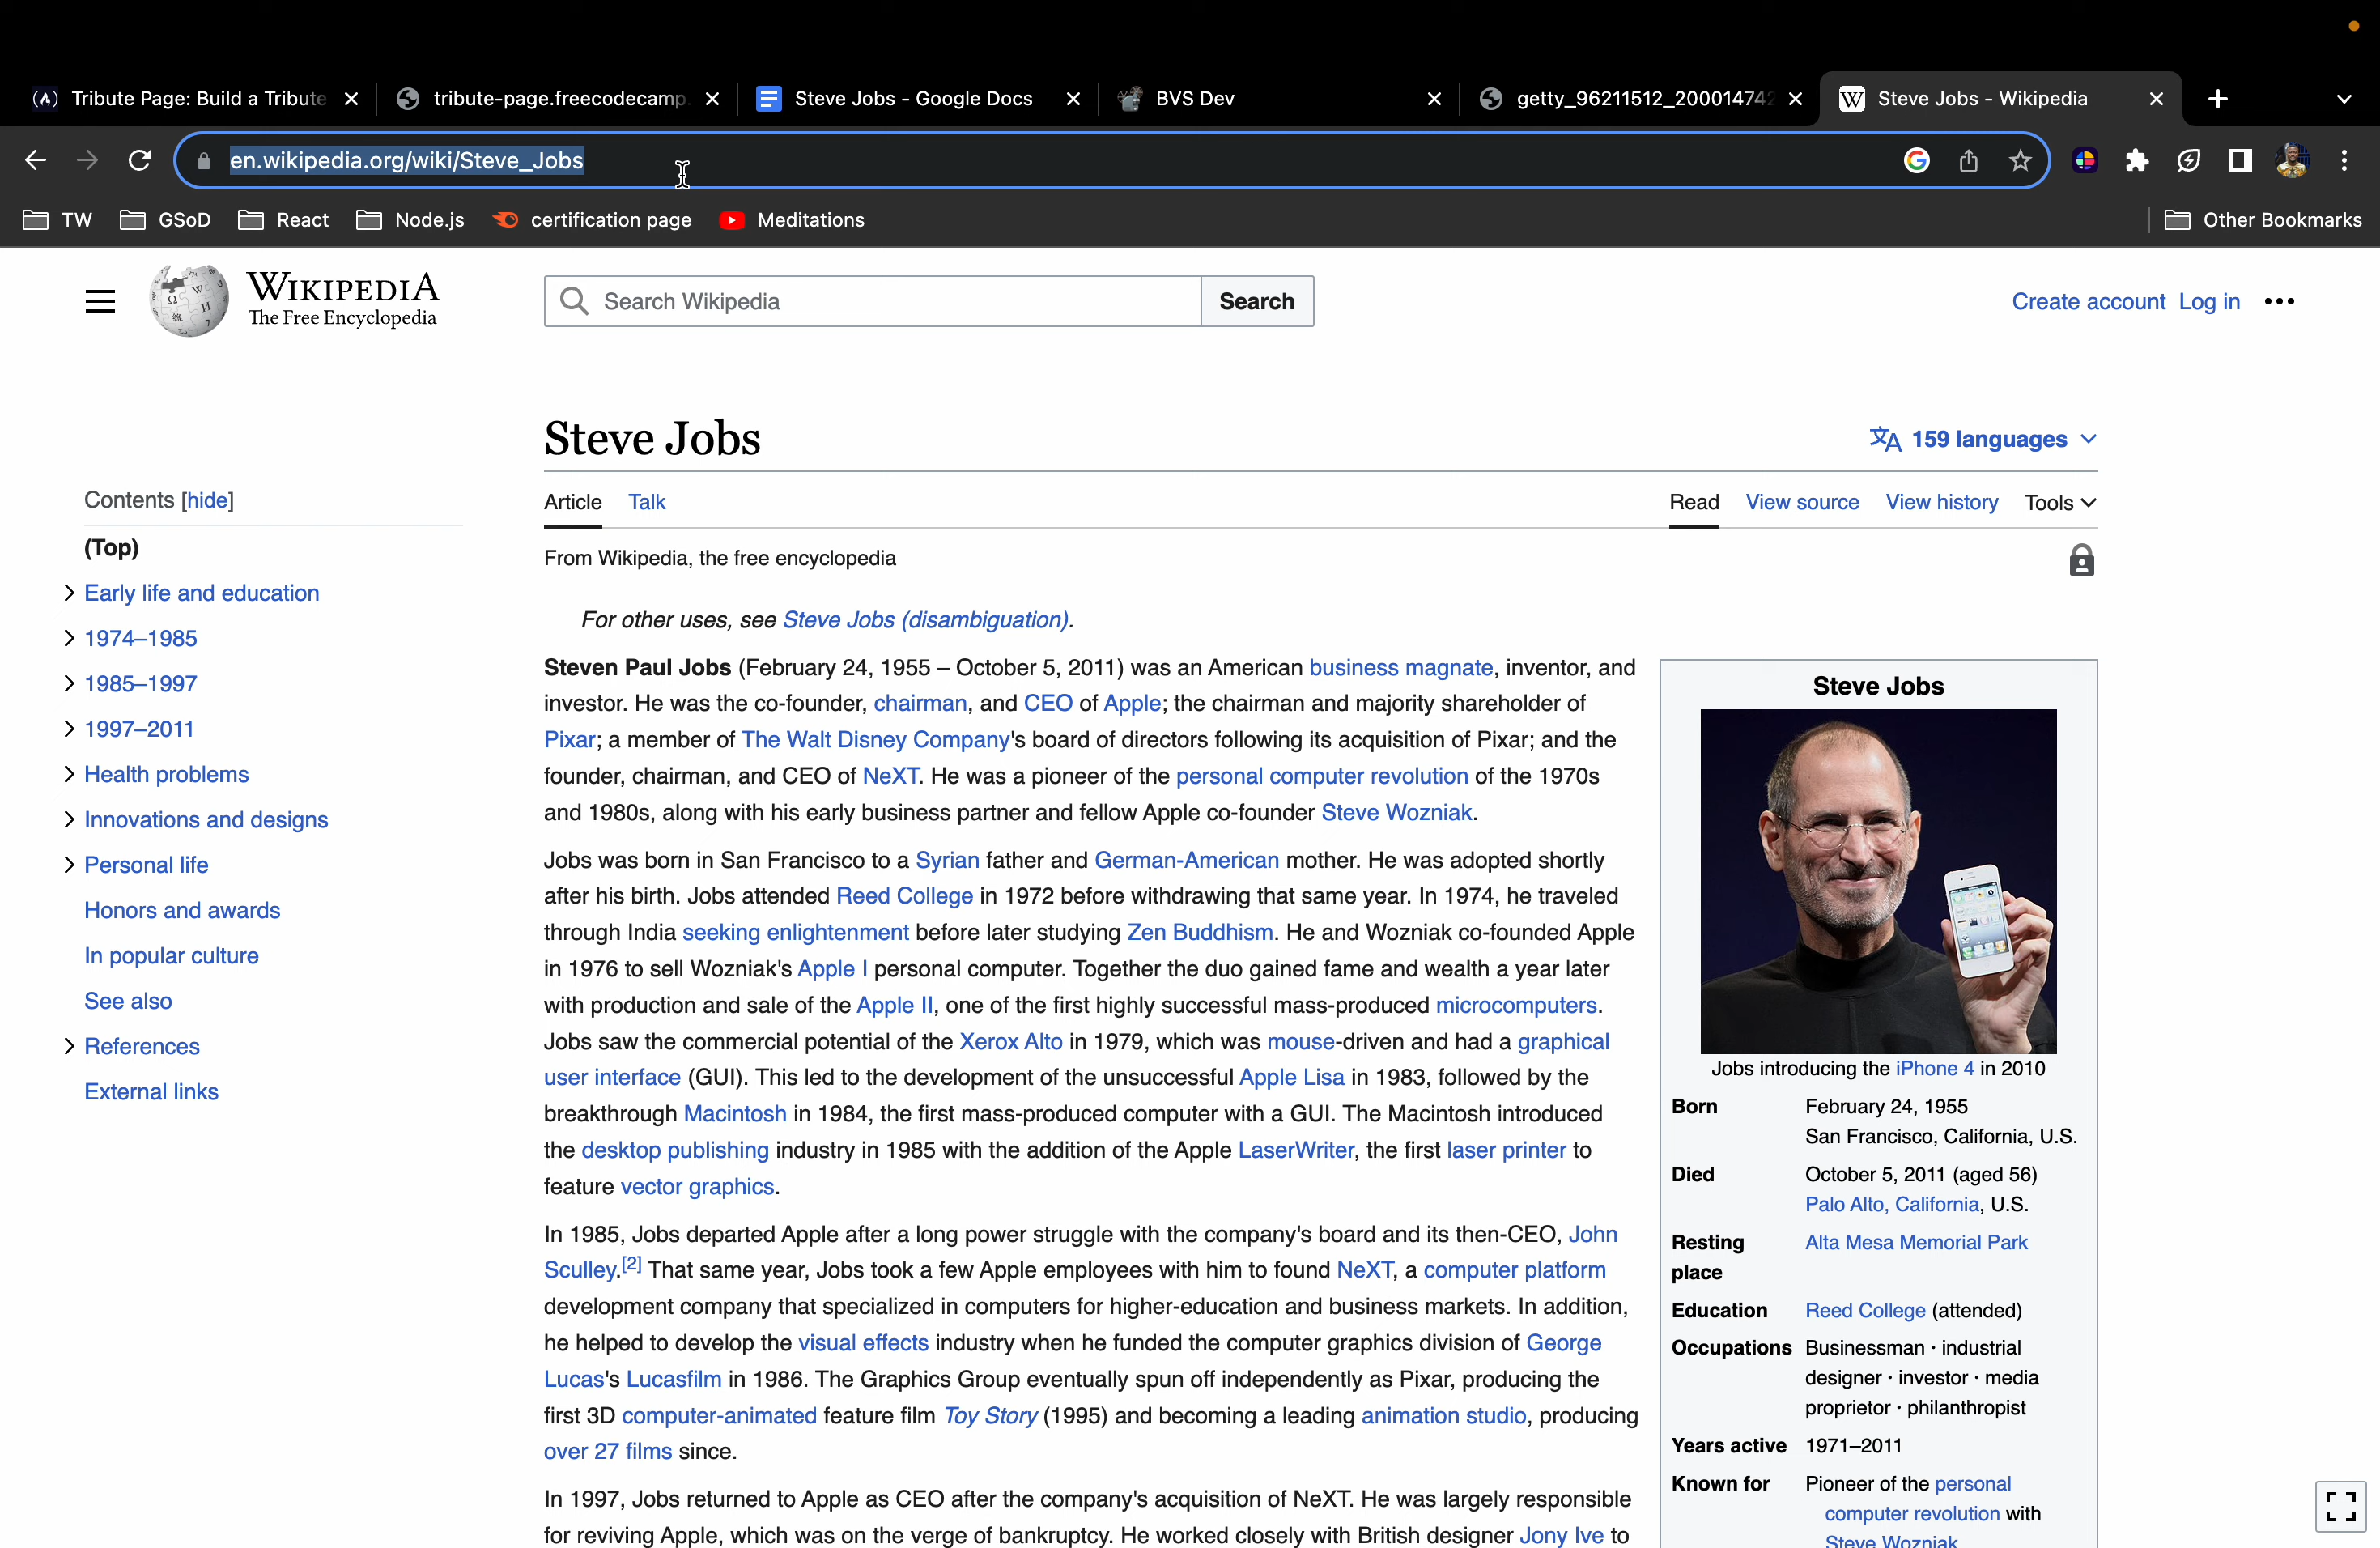 Tribute Page: Build a Tribute
tribute-page.freecodecamp.
Steve Jobs - Google Docs
BVS Dev
getty_96211512_200014742
Steve Jobs - Wikipedia
en.wikipedia.org/wiki/Steve_Jobs
TW
GSoD
React
Node.js
certification page
Meditations
Other Bookmarks
WIKIPEDIA
The Free Encyclopedia
Search Wikipedia
Search
Create account
Log in
Steve Jobs
159 languages
Contents [hide]
(Top)
Early life and education
1974–1985
1985–1997
1997–2011
Health problems
Innovations and designs
Personal life
Honors and awards
In popular culture
See also
References
External links
Article
Talk
Read
View source
View history
Tools
From Wikipedia, the free encyclopedia
For other uses, see Steve Jobs (disambiguation).
Steven Paul Jobs (February 24, 1955 – October 5, 2011) was an American business magnate, inventor, and
investor. He was the co-founder, chairman, and CEO of Apple; the chairman and majority shareholder of
Pixar; a member of The Walt Disney Company's board of directors following its acquisition of Pixar; and the
founder, chairman, and CEO of NeXT. He was a pioneer of the personal computer revolution of the 1970s
and 1980s, along with his early business partner and fellow Apple co-founder Steve Wozniak.
Jobs was born in San Francisco to a Syrian father and German-American mother. He was adopted shortly
after his birth. Jobs attended Reed College in 1972 before withdrawing that same year. In 1974, he traveled
through India seeking enlightenment before later studying Zen Buddhism. He and Wozniak co-founded Apple
in 1976 to sell Wozniak's Apple I personal computer. Together the duo gained fame and wealth a year later
with production and sale of the Apple II, one of the first highly successful mass-produced microcomputers.
Jobs saw the commercial potential of the Xerox Alto in 1979, which was mouse-driven and had a graphical
user interface (GUI). This led to the development of the unsuccessful Apple Lisa in 1983, followed by the
breakthrough Macintosh in 1984, the first mass-produced computer with a GUI. The Macintosh introduced
the desktop publishing industry in 1985 with the addition of the Apple LaserWriter, the first laser printer to
feature vector graphics.
In 1985, Jobs departed Apple after a long power struggle with the company's board and its then-CEO, John
Sculley.[2] That same year, Jobs took a few Apple employees with him to found NeXT, a computer platform
development company that specialized in computers for higher-education and business markets. In addition,
he helped to develop the visual effects industry when he funded the computer graphics division of George
Lucas's Lucasfilm in 1986. The Graphics Group eventually spun off independently as Pixar, producing the
first 3D computer-animated feature film Toy Story (1995) and becoming a leading animation studio, producing
over 27 films since.
In 1997, Jobs returned to Apple as CEO after the company's acquisition of NeXT. He was largely responsible
for reviving Apple, which was on the verge of bankruptcy. He worked closely with British designer Jony Ive to
Steve Jobs
Jobs introducing the iPhone 4 in 2010
Born February 24, 1955
San Francisco, California, U.S.
Died October 5, 2011 (aged 56)
Palo Alto, California, U.S.
Resting Alta Mesa Memorial Park
place
Education Reed College (attended)
Occupations Businessman · industrial
designer · investor · media
proprietor · philanthropist
Years active 1971–2011
Known for Pioneer of the personal
computer revolution with
Steve Wozniak